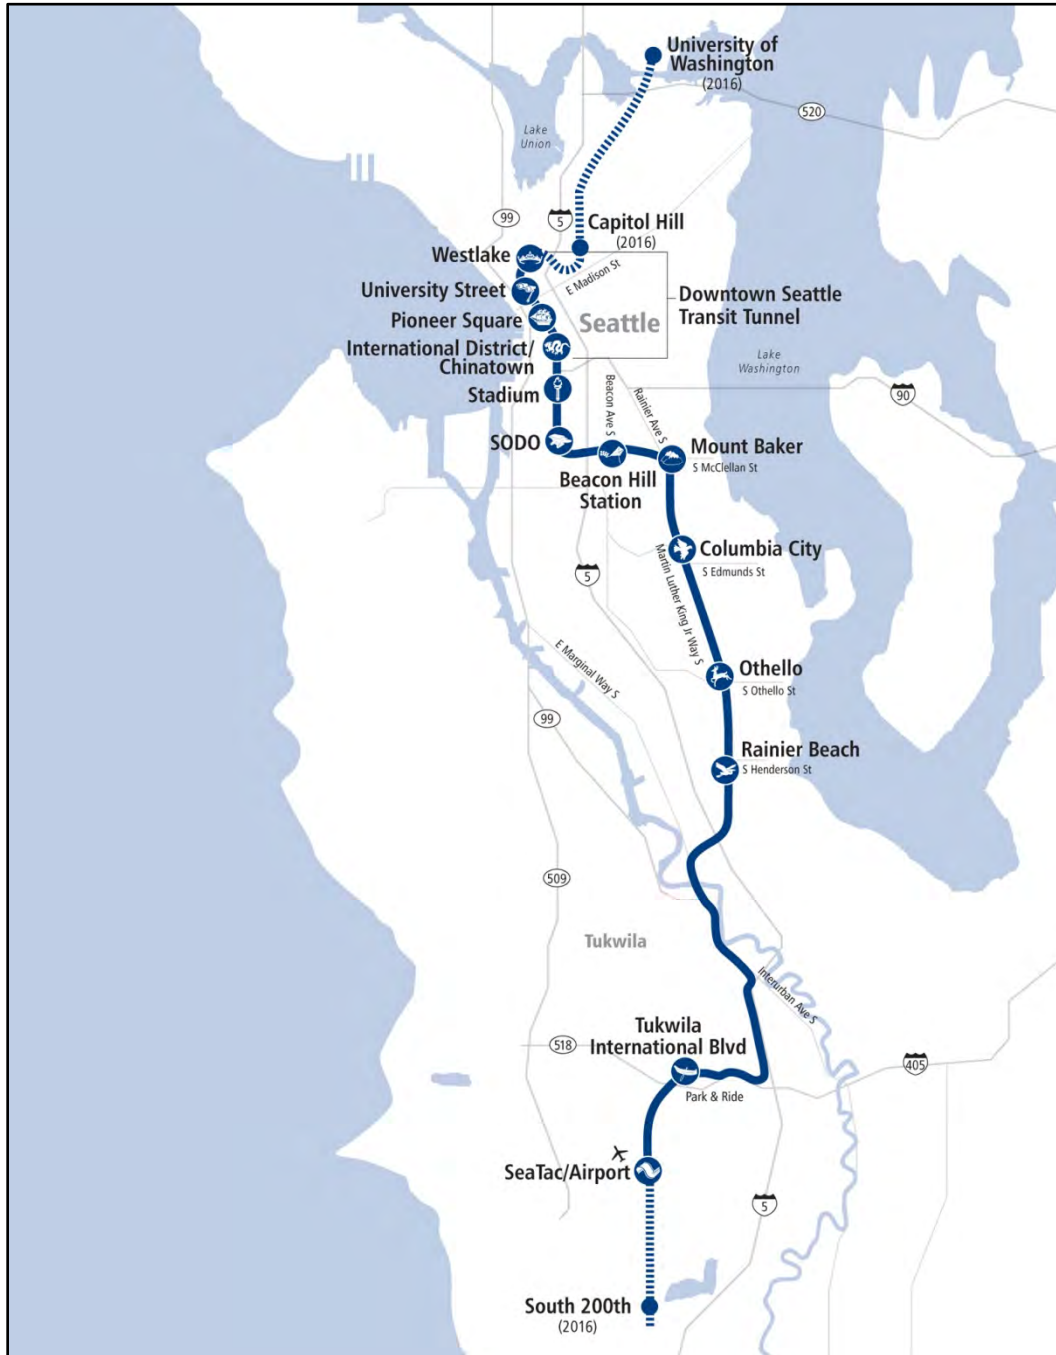 University of
Washington
(2016)
520
Lake
Union
99
5
Capitol Hill
(2016)
Westlake
E Madison St
University Street
Downtown Seattle
Transit Tunnel
Pioneer Square
Seattle
International District/
Chinatown
Lake
Washington
Stadium
Beacon Ave S
Rainier Ave S
90
SODO
Mount Baker
S McClellan St
Beacon Hill
Station
Columbia City
S Edmunds St
5
Martin Luther King Jr Way S
E Marginal Way S
Othello
S Othello St
99
Rainier Beach
S Henderson St
509
Tukwila
Interurban Ave S
Tukwila
International Blvd
518
405
Park & Ride
SeaTac/Airport
5
South 200th
(2016)